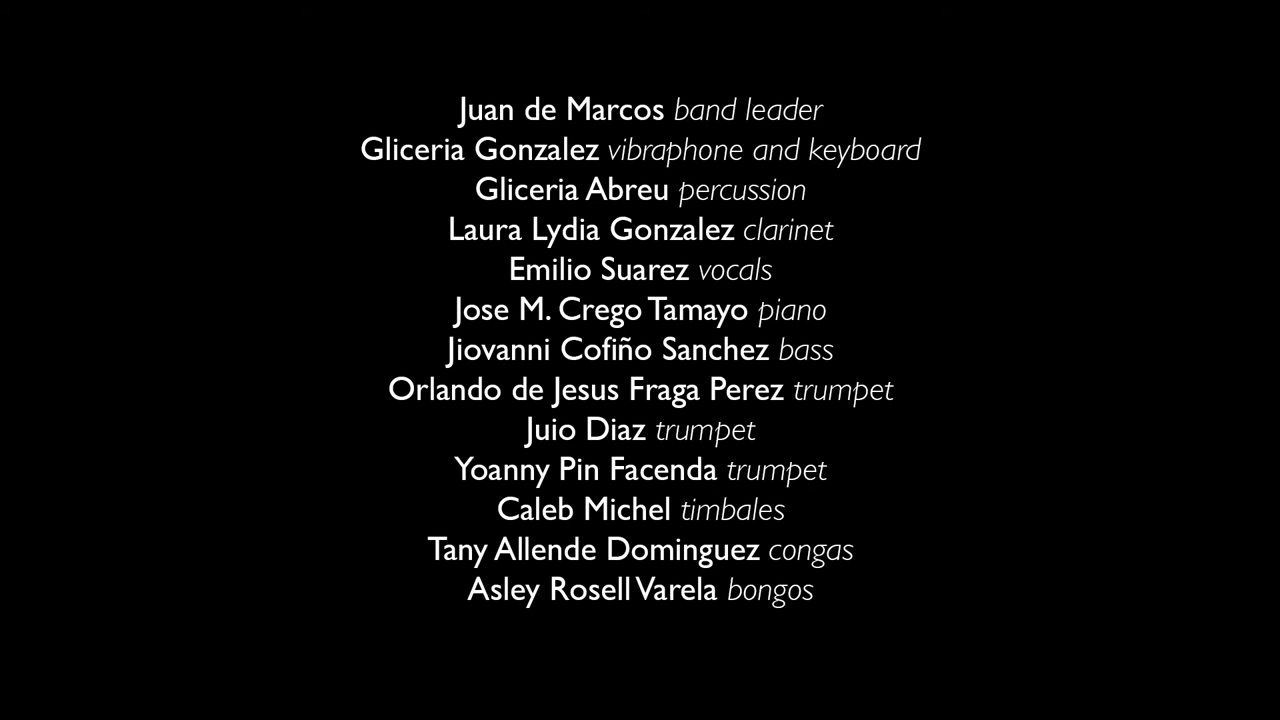 Juan de Marcos band leader
Gliceria Gonzalez vibraphone and keyboard
Gliceria Abreu percussion
Laura Lydia Gonzalez clarinet
Emilio Suarez vocals
Jose M. Crego Tamayo piano
Jiovanni Cofiño Sanchez bass
Orlando de Jesus Fraga Perez trumpet
Juio Diaz trumpet
Yoanny Pin Facenda trumpet
Caleb Michel timbales
Tany Allende Dominguez congas
Asley Rosell Varela bongos